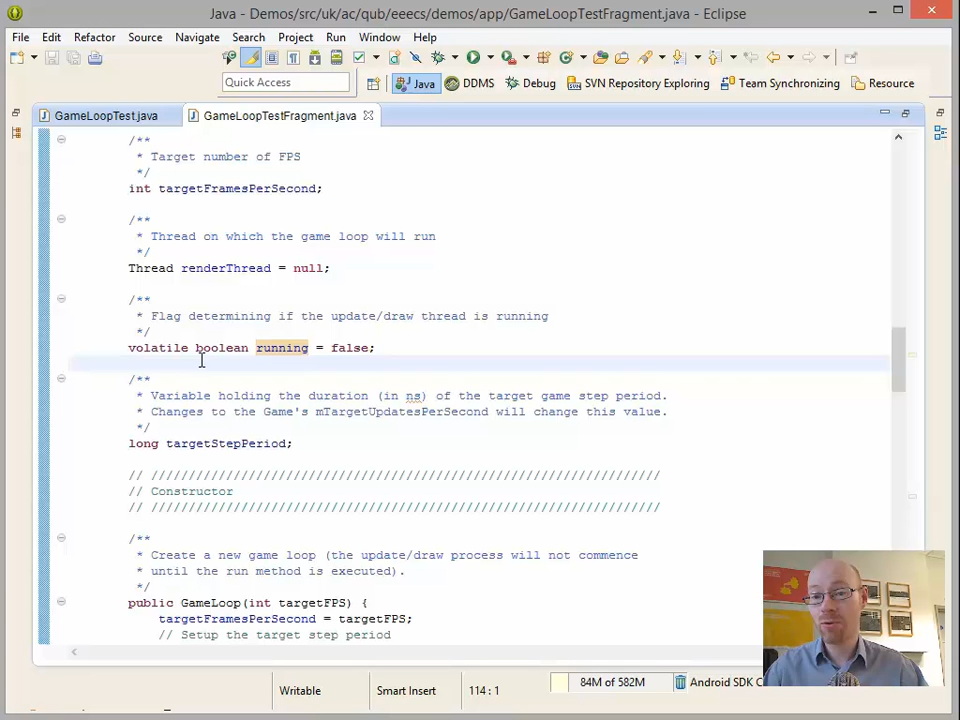 Java - Demos/src/uk/ac/qub/eeecs/demos/app/GameLoopTestFragment.java - Eclipse
File Edit Refactor Source Navigate Search Project Run Window Help
Quick Access Java DDMS Debug SVN Repository Exploring Team Synchronizing Resource
GameLoopTest.java GameLoopTestFragment.java
/**
* Target number of FPS
*/
int targetFramesPerSecond;
/**
* Thread on which the game loop will run
*/
Thread renderThread = null;
/**
* Flag determining if the update/draw thread is running
*/
volatile boolean running = false;
/**
* Variable holding the duration (in ns) of the target game step period.
* Changes to the Game's mTargetUpdatesPerSecond will change this value.
*/
long targetStepPeriod;
// ////////////////////////////////////////////////////////////////////
// Constructor
// ////////////////////////////////////////////////////////////////////
/**
* Create a new game loop (the update/draw process will not commence
* until the run method is executed).
*/
public GameLoop(int targetFPS) {
targetFramesPerSecond = targetFPS;
// Setup the target step period
Writable Smart Insert 114 : 1 84M of 582M Android SDK C